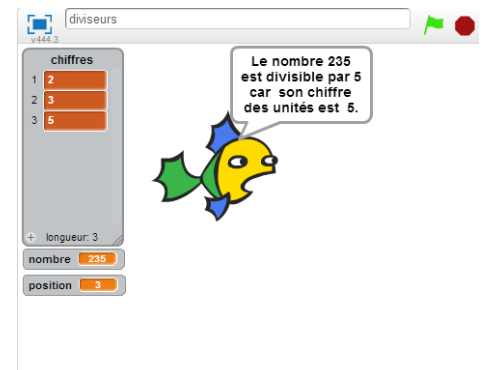 diviseurs
v444.3
chiffres
1 2
2 3
3 5
+ longueur: 3
nombre 235
position 3
Le nombre 235
est divisible par 5
car son chiffre
des unités est 5.